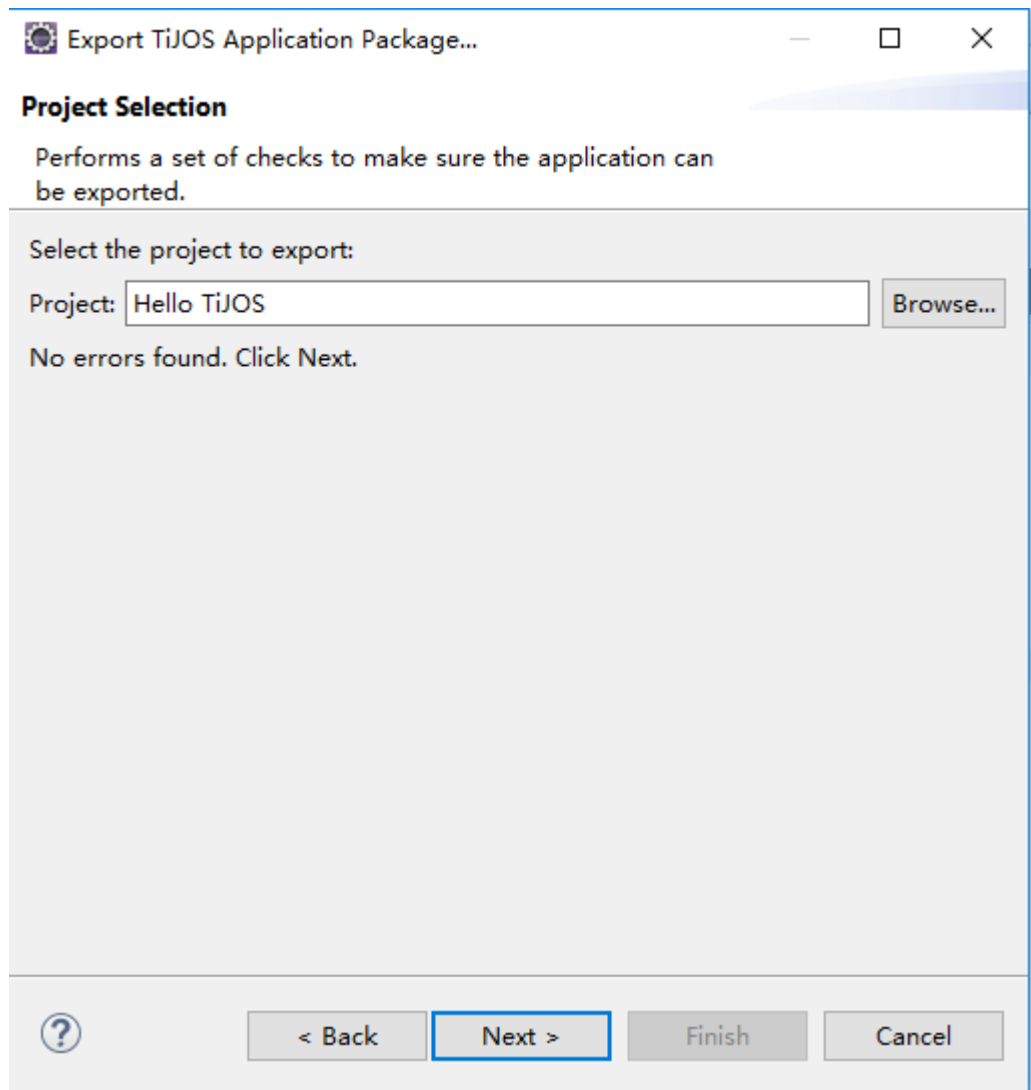 Export TiJOS Application Package...
Project Selection
Performs a set of checks to make sure the application can
be exported.
Select the project to export:
Project: Hello TiJOS Browse...
No errors found. Click Next.
? < Back Next > Finish Cancel